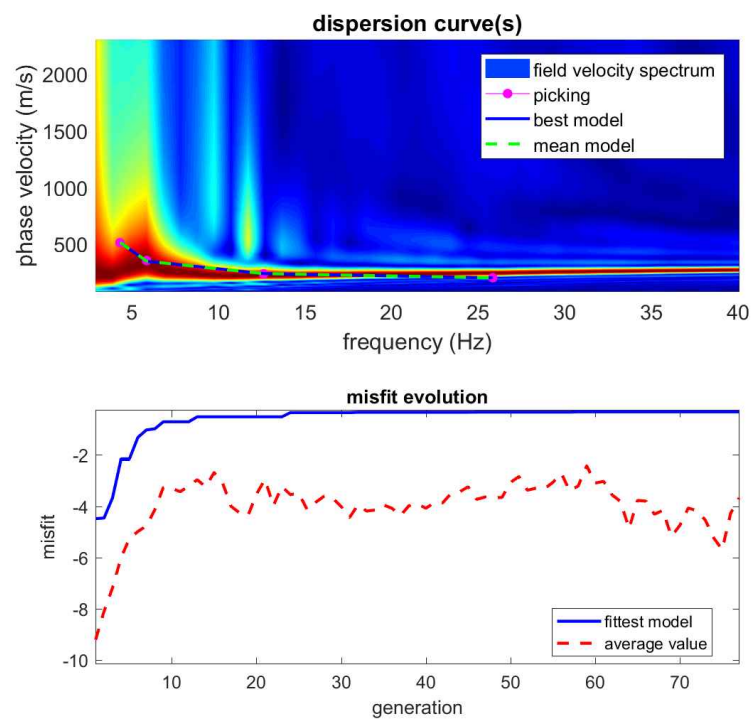 dispersion curve(s)
phase velocity (m/s)
2000
1500
1000
500
field velocity spectrum
picking
best model
mean model
5 10 15 20 25 30 35 40
frequency (Hz)
misfit evolution
misfit
-2
-4
-6
-8
-10
fittest model
average value
10 20 30 40 50 60 70
generation